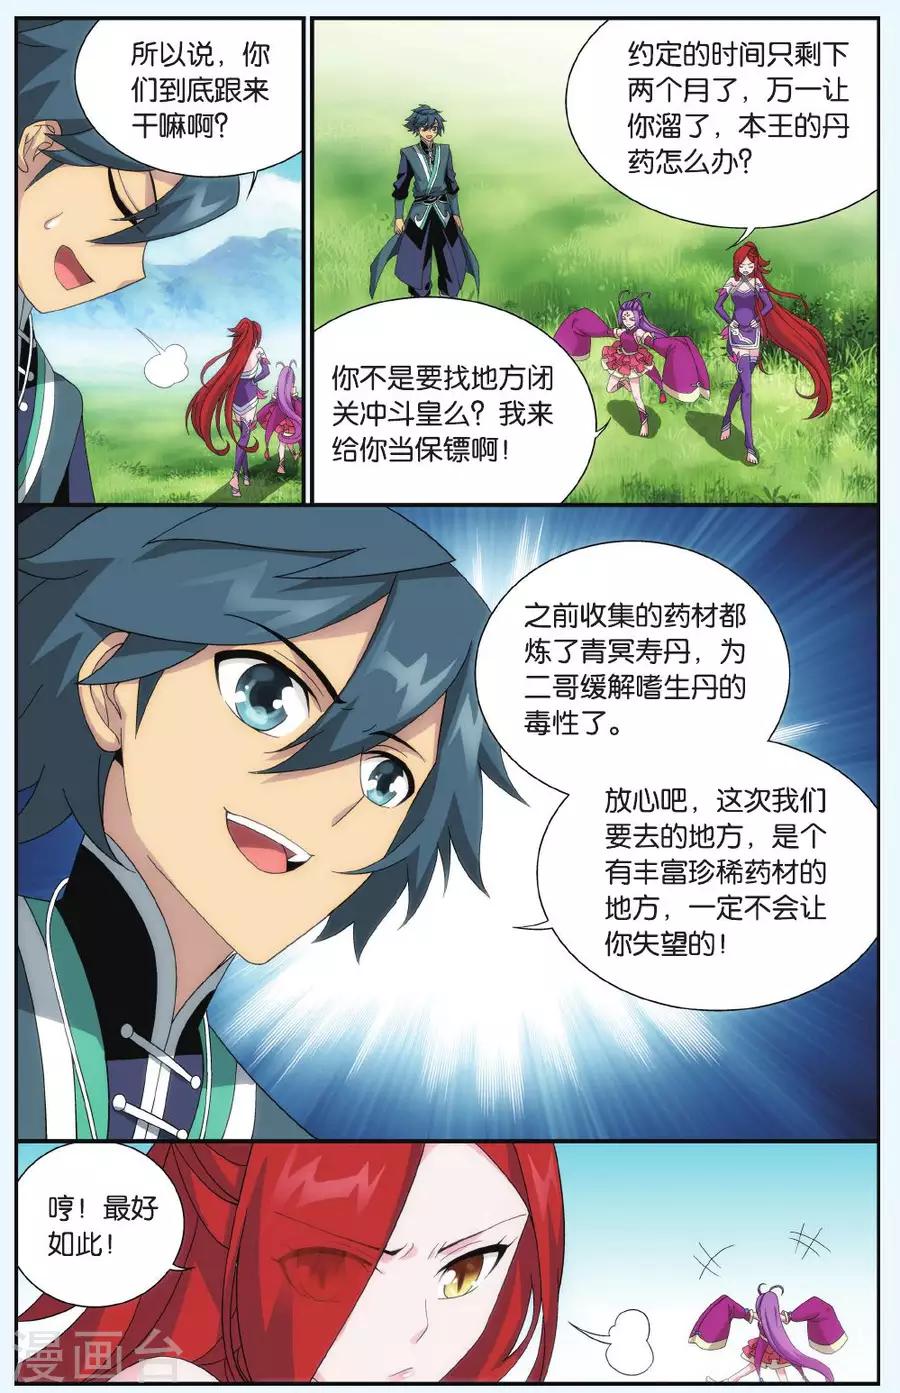 所以说，你
们到底跟来
干嘛啊？
约定的时间只剩下
两个月了，万一让
你溜了，本王的丹
药怎么办？
你不是要找地方闭
关冲斗皇么？我来
给你当保镖啊！
之前收集的药材都
炼了青冥寿丹，为
二哥缓解嗜生丹的
毒性了。
放心吧，这次我们
要去的地方，是个
有丰富珍稀药材的
地方，一定不会让
你失望的！
哼！最好
如此！
漫画台